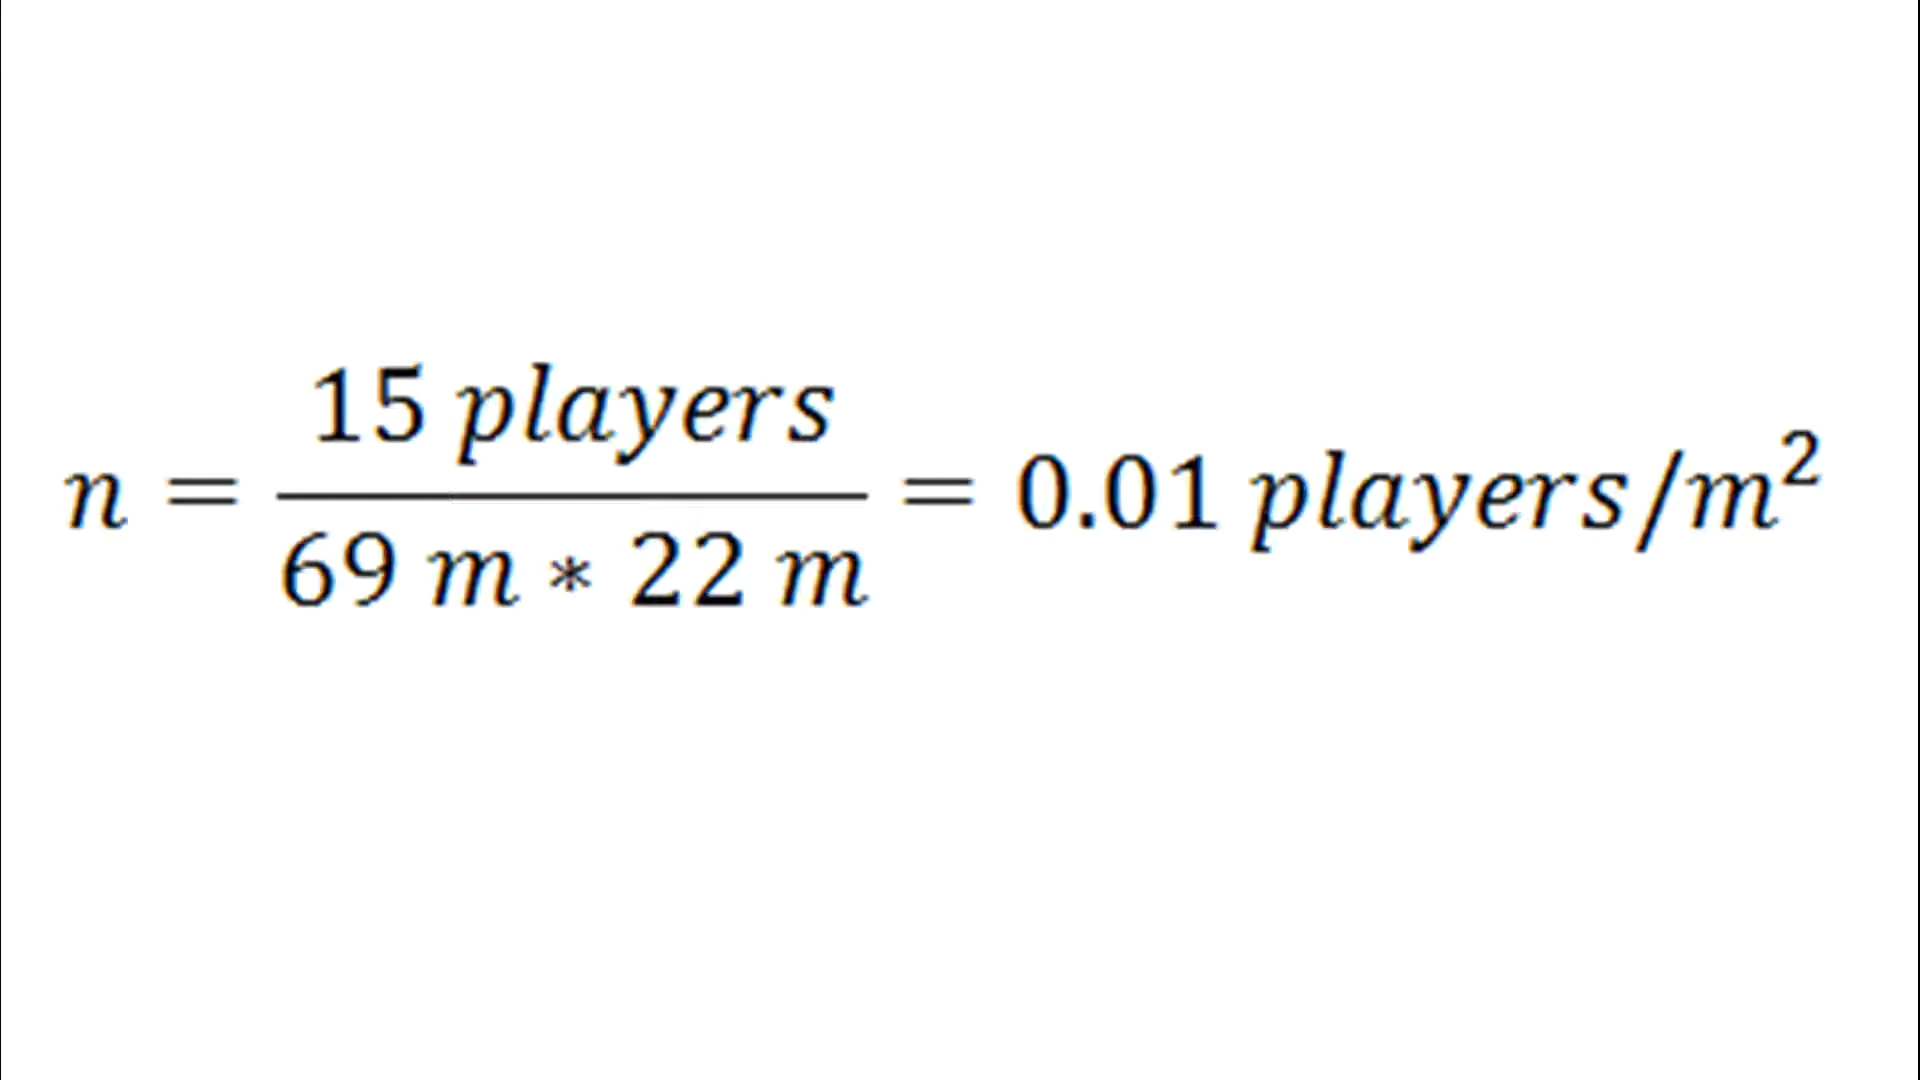 n = 15 players / 69 m * 22 m = 0.01 players/m²